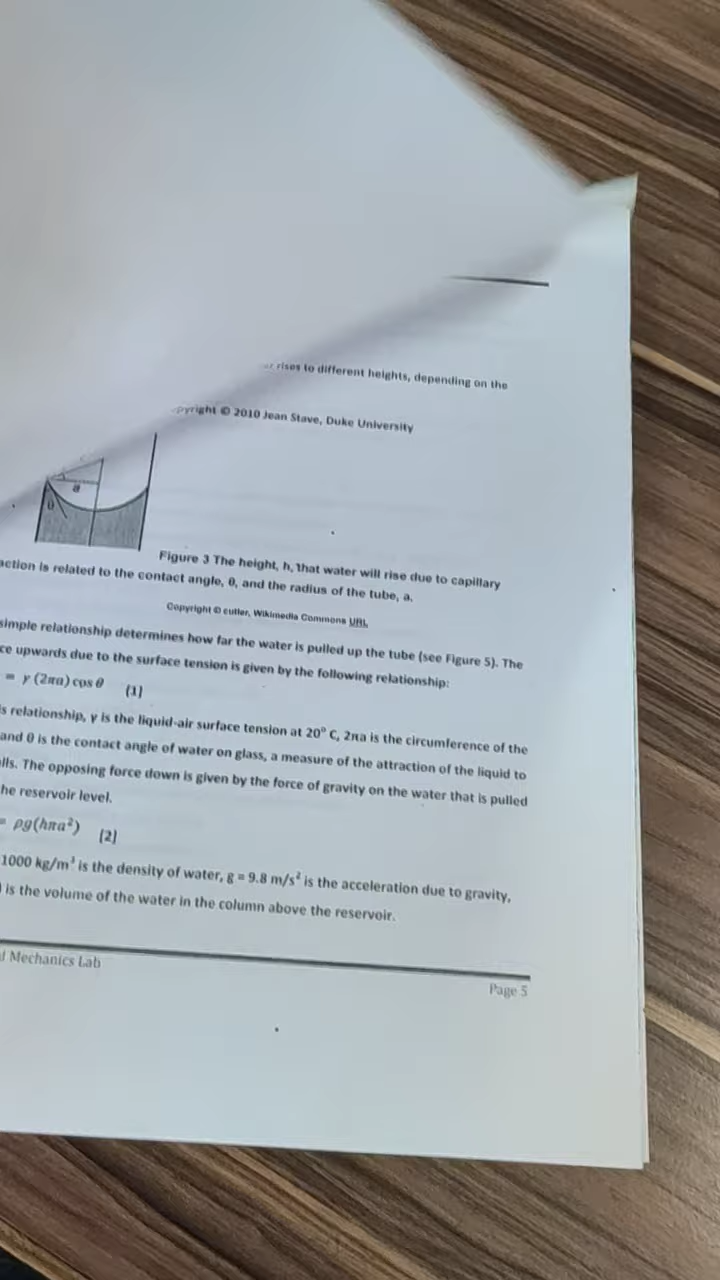 rises to different heights, depending on the
pyright © 2010 Jean Stave, Duke University
a
θ
Figure 3 The height, h, that water will rise due to capillary
action is related to the contact angle, θ, and the radius of the tube, a.
Copyright © cutler, Wikimedia Commons URL
simple relationship determines how far the water is pulled up the tube (see Figure 5). The
ce upwards due to the surface tension is given by the following relationship:
= γ (2πa) cos θ (1)
is relationship, γ is the liquid-air surface tension at 20° C, 2πa is the circumference of the
and θ is the contact angle of water on glass, a measure of the attraction of the liquid to
alls. The opposing force down is given by the force of gravity on the water that is pulled
he reservoir level.
= ρg(hπa²) (2)
1000 kg/m³ is the density of water, g = 9.8 m/s² is the acceleration due to gravity,
) is the volume of the water in the column above the reservoir.
Mechanics Lab
Page 5